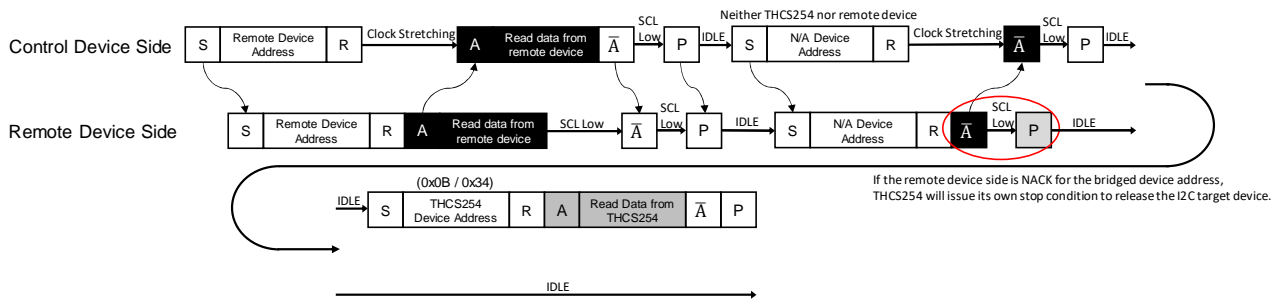 Control Device Side
S
Remote Device
Address
R
Clock Stretching
A
Read data from
remote device
A̅
SCL
Low
P
IDLE
Neither THCS254 nor remote device
S
N/A Device
Address
R
Clock Stretching
A̅
SCL
Low
P
IDLE
Remote Device Side
S
Remote Device
Address
R
A
Read data from
remote device
SCL Low
A̅
SCL
Low
P
IDLE
S
N/A Device
Address
R
A̅
SCL
Low
P
IDLE
If the remote device side is NACK for the bridged device address,
THCS254 will issue its own stop condition to release the I2C target device.
IDLE
S
(0x0B / 0x34)
THCS254
Device Address
R
A
Read Data from
THCS254
A̅
P
IDLE